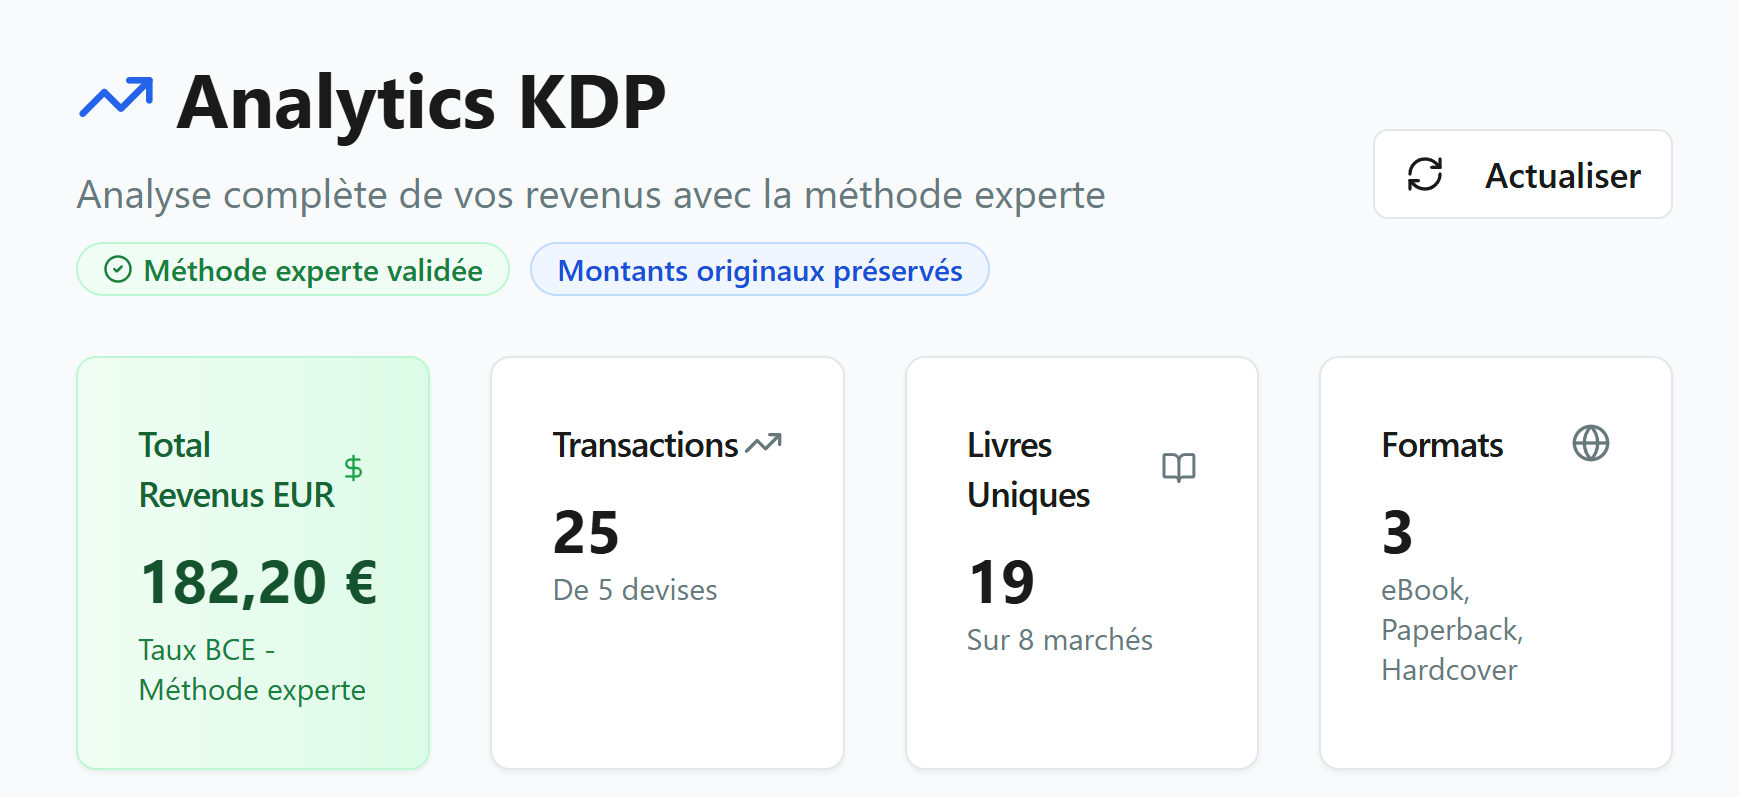 Analytics KDP
Analyse complète de vos revenus avec la méthode experte
Actualiser
Méthode experte validée
Montants originaux préservés
Total
Revenus EUR
$
182,20 €
Taux BCE -
Méthode experte
Transactions
25
De 5 devises
Livres
Uniques
19
Sur 8 marchés
Formats
3
eBook,
Paperback,
Hardcover